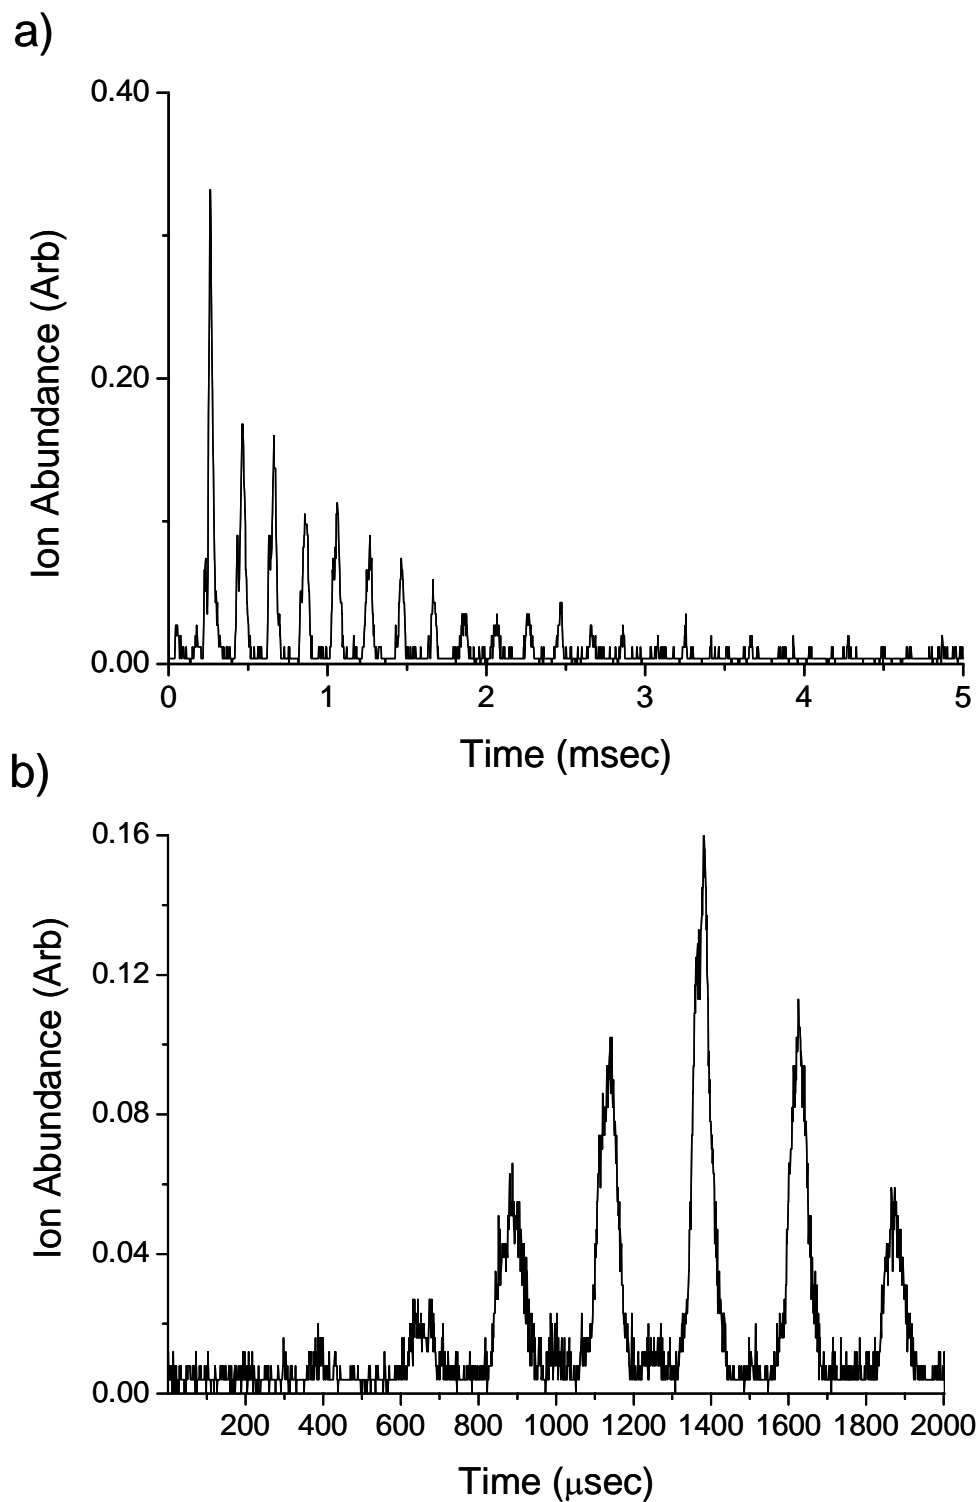 a)
0.40
0.20
0.00
Ion Abundance (Arb)
0 1 2 3 4 5
Time (msec)
b)
0.16
0.12
0.08
0.04
0.00
Ion Abundance (Arb)
200 400 600 800 1000 1200 1400 1600 1800 2000
Time (μsec)